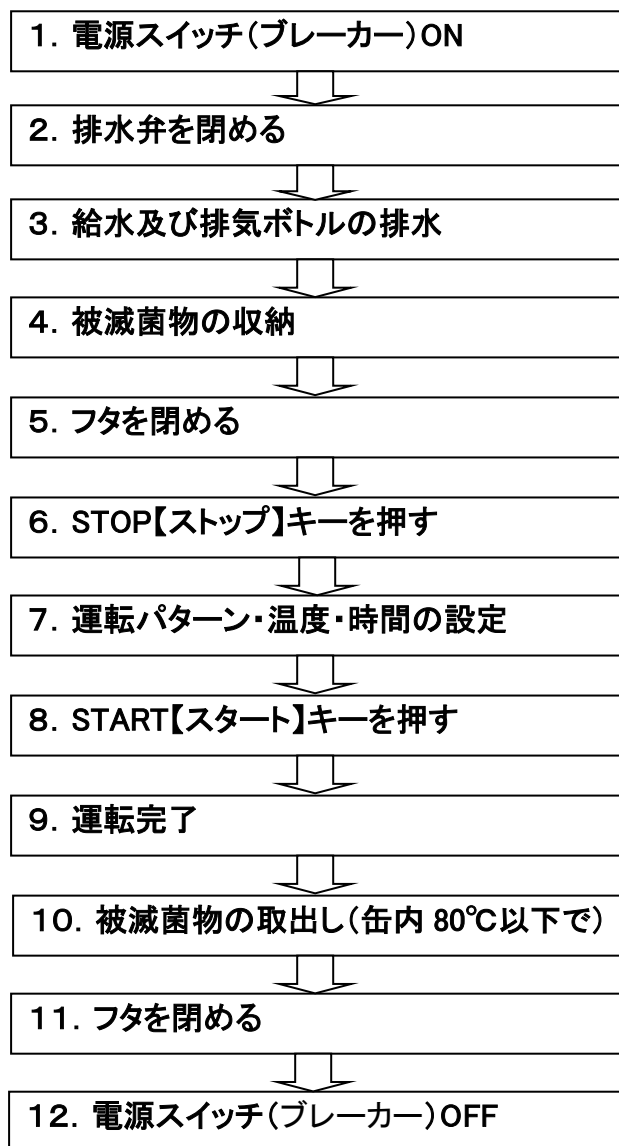 1．電源スイッチ（ブレーカー）ON
2．排水弁を閉める
3．給水及び排気ボトルの排水
4．被滅菌物の収納
5．フタを閉める
6．STOP【ストップ】キーを押す
7．運転パターン・温度・時間の設定
8．START【スタート】キーを押す
9．運転完了
10．被滅菌物の取出し（缶内 80℃以下で）
11．フタを閉める
12．電源スイッチ（ブレーカー）OFF